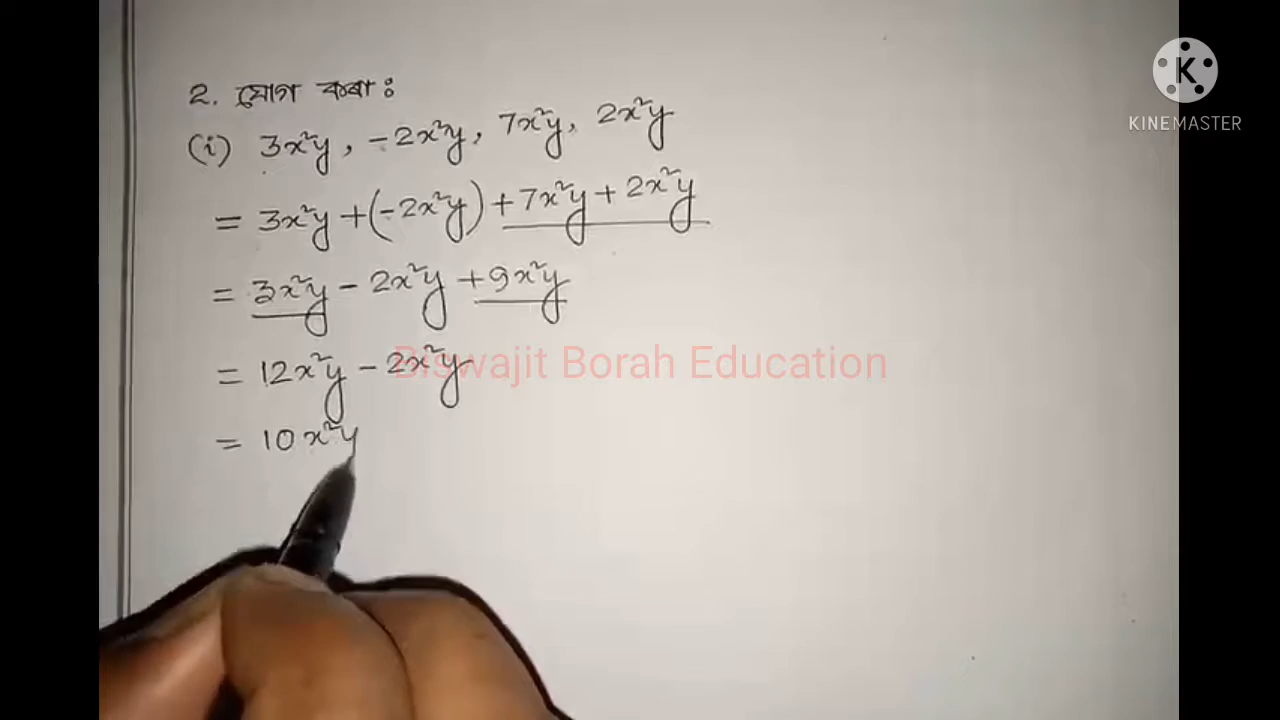 2. যোগ কৰা :
(i) 3x²y, -2x²y, 7x²y, 2x²y
= 3x²y + (-2x²y) + 7x²y + 2x²y
= 3x²y - 2x²y + 9x²y
= 12x²y - 2x²y
= 10x²y
Biswajit Borah Education
K
KINEMASTER